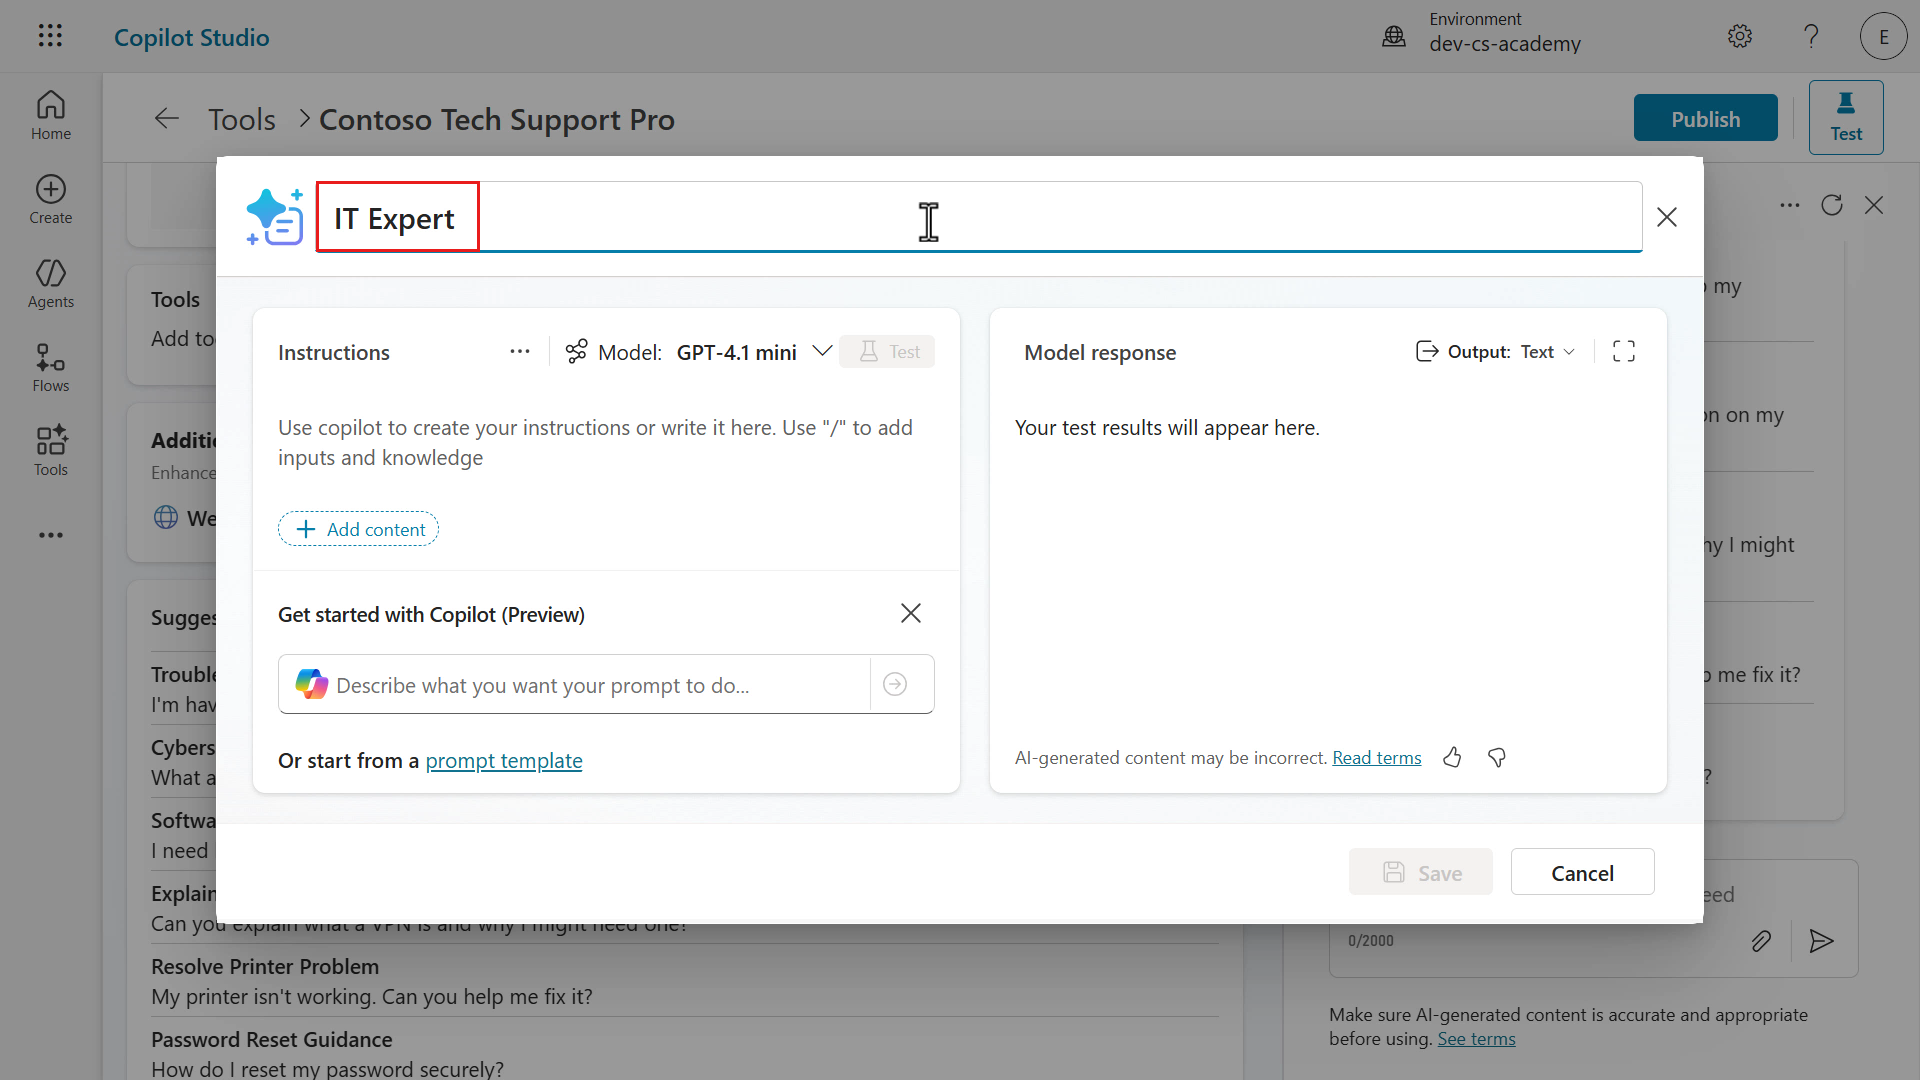 Copilot Studio
Environment
dev-cs-academy
?
E
Home
Create
Agents
Flows
Tools
Tools > Contoso Tech Support Pro
Publish
Test
Tools
Add to
Enhance
We
I'm hav
What a
I need
Explain
Can you explain what a VPN is and why I might need one?
Resolve Printer Problem
My printer isn't working. Can you help me fix it?
Password Reset Guidance
How do I reset my password securely?
IT Expert
Instructions
Model: GPT-4.1 mini
Test
Use copilot to create your instructions or write it here. Use "/" to add
inputs and knowledge
Add content
Get started with Copilot (Preview)
Describe what you want your prompt to do...
Or start from a prompt template
Model response
Output: Text
Your test results will appear here.
AI-generated content may be incorrect. Read terms
Save
Cancel
my
on my
I might
me fix it?
?
0/2000
Make sure AI-generated content is accurate and appropriate
before using. See terms